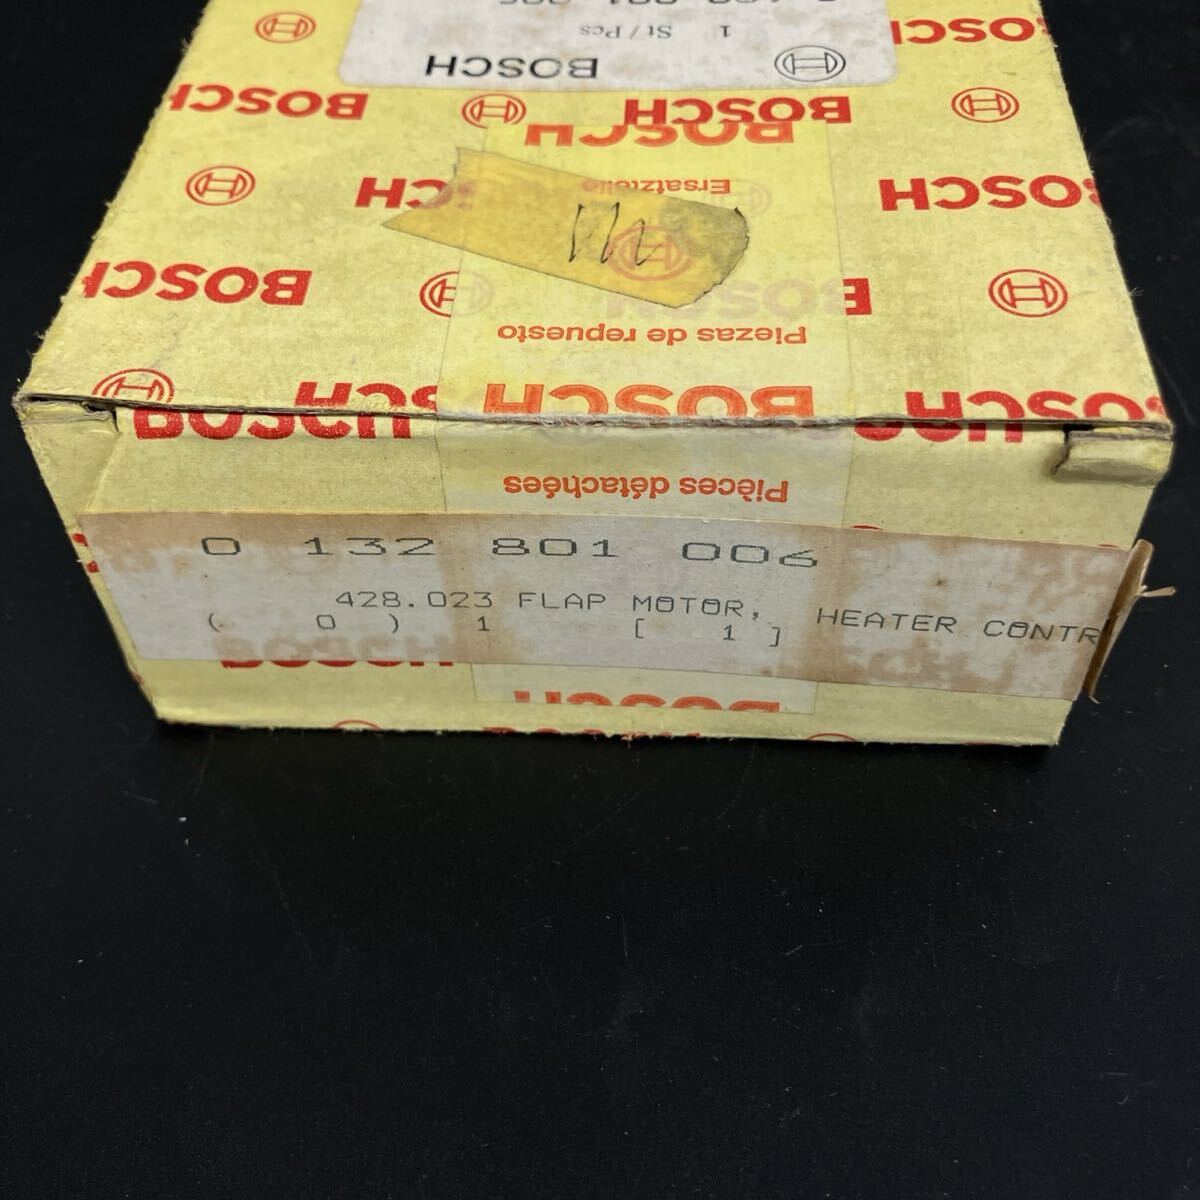 1 St / Pcs
BOSCH
BOSCH BOSCH
BOSCH
Ersatzteile
BOSCH
BOSCH
Piezas de repuesto
BOSCH
BOSCH
Pièces détachées
0 132 801 006
428.023 FLAP MOTOR, HEATER CONTR
( 0 ) 1 [ 1 ]
BOSCH
BOSCH